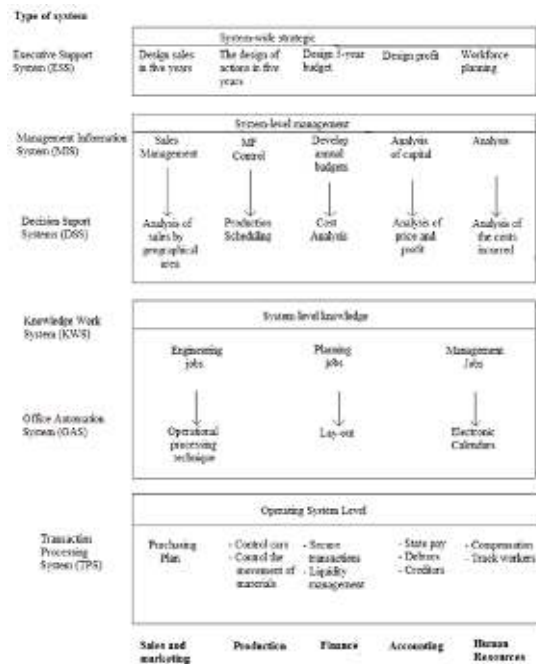 Type of system
System-wide strategic
Executive Support
System (ESS)
Design sales
in five years
The design of
actions in five
years
Design 5-year
budget
Design profit
Workforce
planning
System-level management
Management Information
System (MIS)
Sales
Management
MF
Control
Develop
annual
budgets
Analysis
of capital
Analysis
Decision Suport
Systems (DSS)
Analysis of
sales by
geographical
area
Production
Scheduling
Cost
Analysis
Analysis of
price and
profit
Analysis of
the costs
incurred
System-level knowledge
Knowledge Work
System (KWS)
Engineering
jobs
Planning
jobs
Management
Jobs
Office Automation
System (OAS)
Operational
processing
technique
Lay-out
Electronic
Calendars
Operating System Level
Transaction
Processing
System (TPS)
Purchasing
Plan
- Control cars
- Control the
movement of
materials
- Secure
transactions
- Liquidity
management
- State pay
- Debtors
- Creditors
- Compensation
- Track workers
Sales and
marketing
Production
Finance
Accounting
Human
Resources